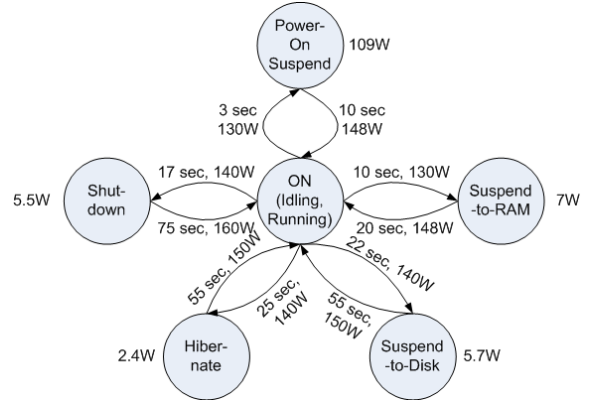 Power-
On
Suspend
109W
3 sec
130W
10 sec
148W
17 sec, 140W
10 sec, 130W
5.5W
Shut-
down
ON
(Idling,
Running)
Suspend
-to-RAM
7W
75 sec, 160W
20 sec, 148W
55 sec, 150W
25 sec,
140W
22 sec, 140W
55 sec,
150W
2.4W
Hiber-
nate
Suspend
-to-Disk
5.7W